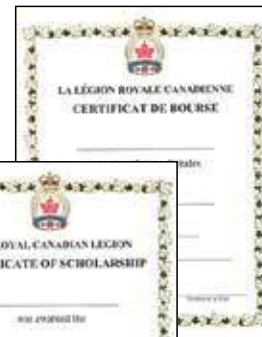 LA LÉGION ROYALE CANADIENNE
CERTIFICAT DE BOURSE
OYAL CANADIAN LEGION
ICATE OF SCHOLARSHIP
was awarded the